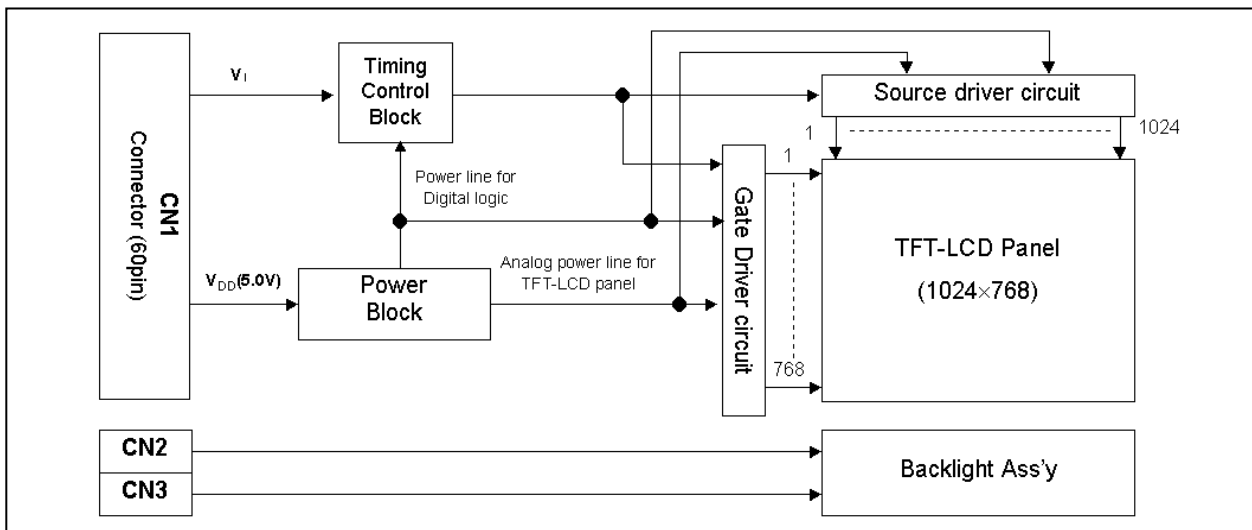 CN1
Connector (60pin)
VI
Timing
Control
Block
Source driver circuit
1
1024
Power line for
Digital logic
1
Gate Driver circuit
768
TFT-LCD Panel
(1024×768)
VDD(5.0V)
Power
Block
Analog power line for
TFT-LCD panel
CN2
CN3
Backlight Ass'y